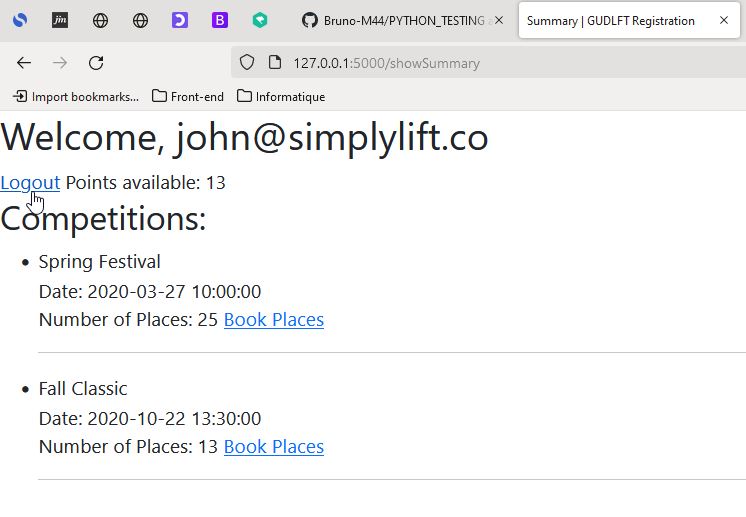 jin
Bruno-M44/PYTHON_TESTING a
Summary | GUDLFT Registration
127.0.0.1:5000/showSummary
Import bookmarks...
Front-end
Informatique
Welcome, john@simplylift.co
Logout Points available: 13
Competitions:
Spring Festival
Date: 2020-03-27 10:00:00
Number of Places: 25 Book Places
Fall Classic
Date: 2020-10-22 13:30:00
Number of Places: 13 Book Places